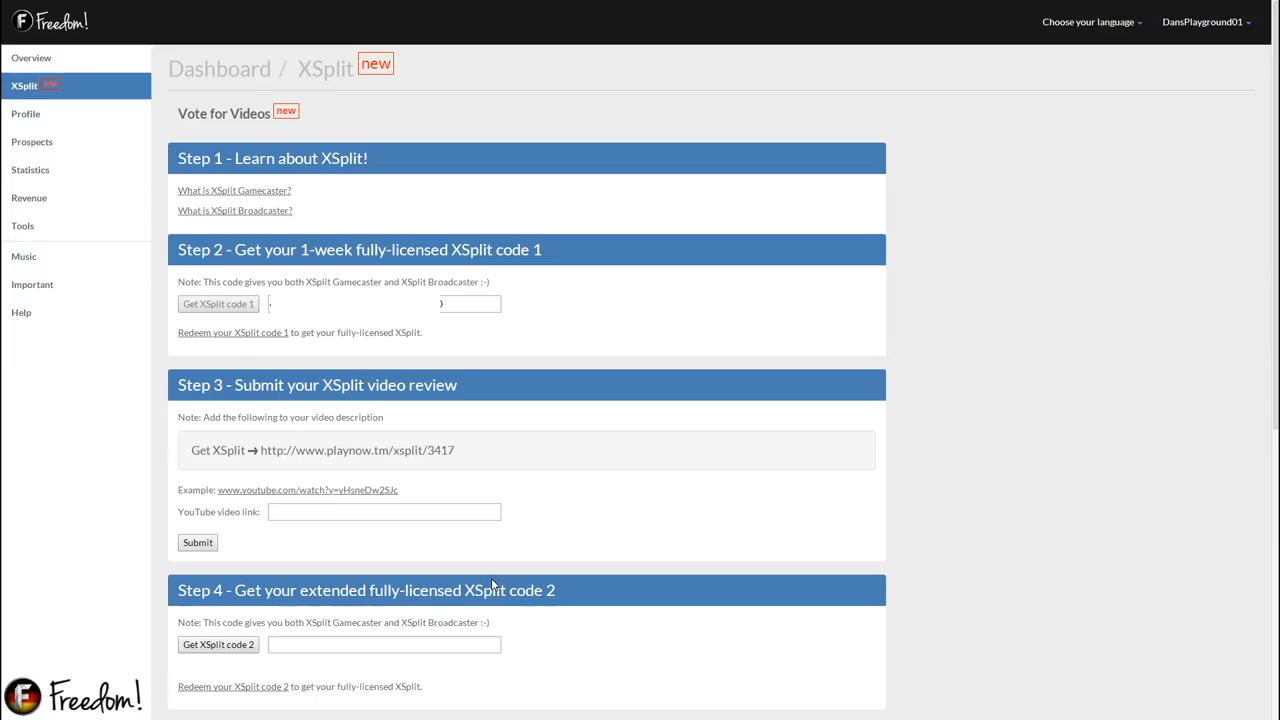 Freedom!
Choose your language
DansPlayground01
Overview
XSplit new
Profile
Prospects
Statistics
Revenue
Tools
Music
Important
Help
Dashboard / XSplit new
Vote for Videos new
Step 1 - Learn about XSplit!
What is XSplit Gamecaster?
What is XSplit Broadcaster?
Step 2 - Get your 1-week fully-licensed XSplit code 1
Note: This code gives you both XSplit Gamecaster and XSplit Broadcaster :-)
Get XSplit code 1
Redeem your XSplit code 1 to get your fully-licensed XSplit.
Step 3 - Submit your XSplit video review
Note: Add the following to your video description
Get XSplit ➔ http://www.playnow.tm/xsplit/3417
Example: www.youtube.com/watch?v=yHsneDw2SJc
YouTube video link:
Submit
Step 4 - Get your extended fully-licensed XSplit code 2
Note: This code gives you both XSplit Gamecaster and XSplit Broadcaster :-)
Get XSplit code 2
Redeem your XSplit code 2 to get your fully-licensed XSplit.
Freedom!